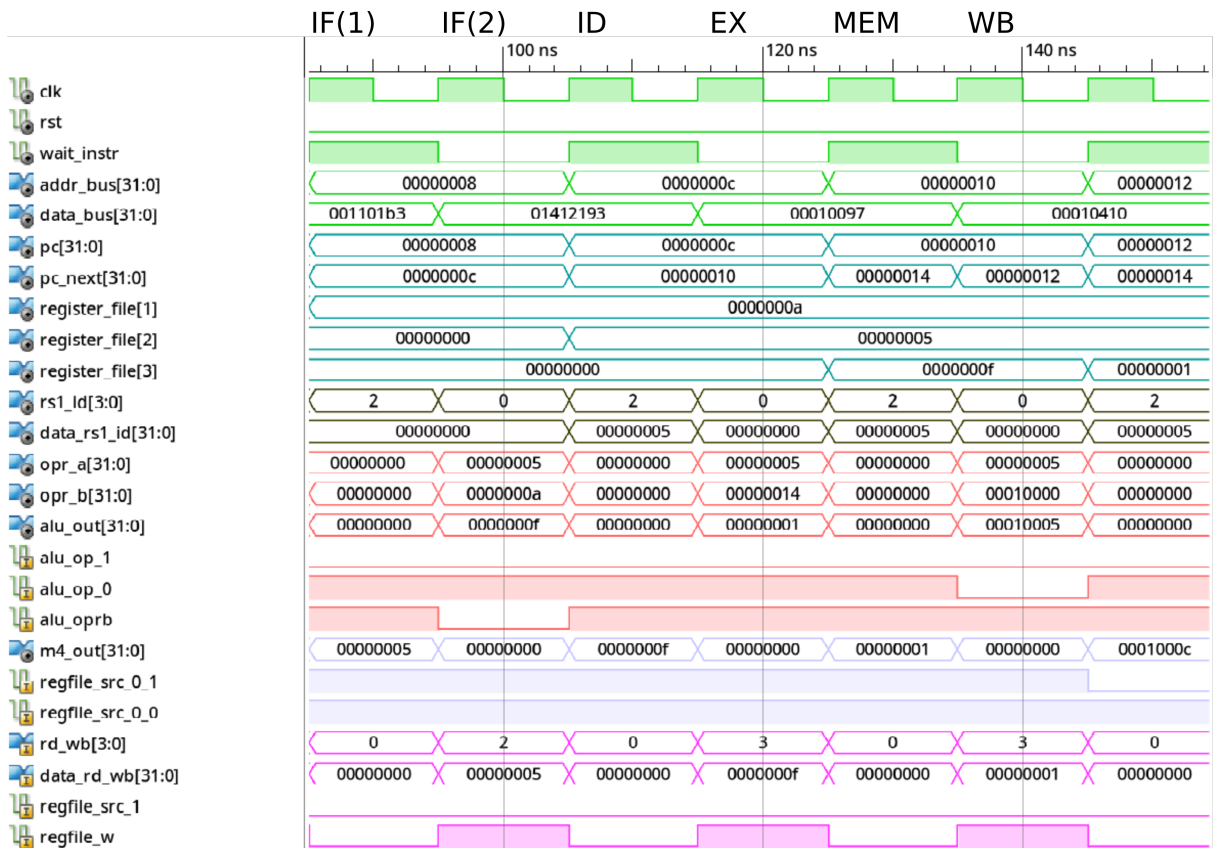 IF(1) IF(2) ID EX MEM WB
100 ns 120 ns 140 ns
clk
rst
wait_instr
addr_bus[31:0] 00000008 0000000c 00000010 00000012
data_bus[31:0] 001101b3 01412193 00010097 00010410
pc[31:0] 00000008 0000000c 00000010 00000012
pc_next[31:0] 0000000c 00000010 00000014 00000012 00000014
register_file[1] 0000000a
register_file[2] 00000000 00000005
register_file[3] 00000000 0000000f 00000001
rs1_id[3:0] 2 0 2 0 2 0 2
data_rs1_id[31:0] 00000000 00000005 00000000 00000005 00000000 00000005
opr_a[31:0] 00000000 00000005 00000000 00000005 00000000 00000005 00000000
opr_b[31:0] 00000000 0000000a 00000000 00000014 00000000 00010000 00000000
alu_out[31:0] 00000000 0000000f 00000000 00000001 00000000 00010005 00000000
alu_op_1
alu_op_0
alu_oprb
m4_out[31:0] 00000005 00000000 0000000f 00000000 00000001 00000000 0001000c
regfile_src_0_1
regfile_src_0_0
rd_wb[3:0] 0 2 0 3 0 3 0
data_rd_wb[31:0] 00000000 00000005 00000000 0000000f 00000000 00000001 00000000
regfile_src_1
regfile_w